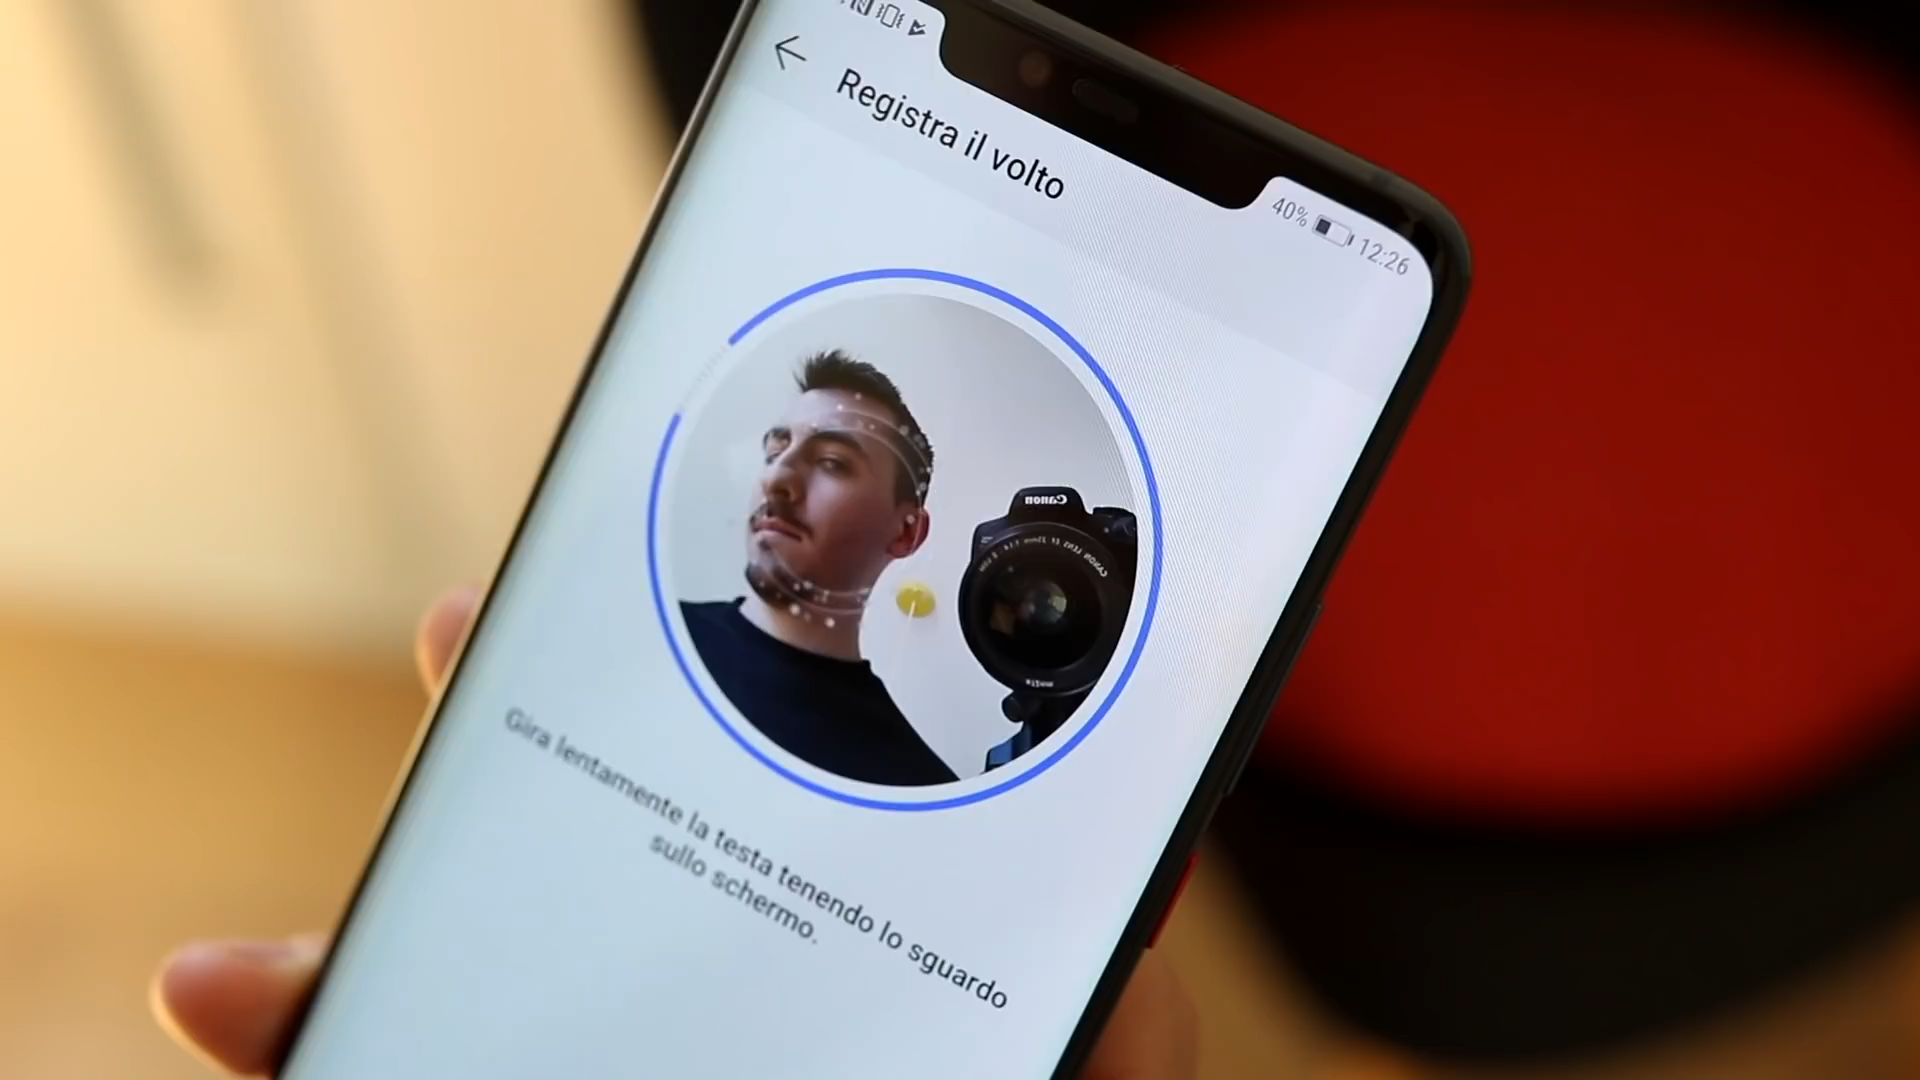 Registra il volto
40% 12:26
Canon
Gira lentamente la testa tenendo lo sguardo
sullo schermo.